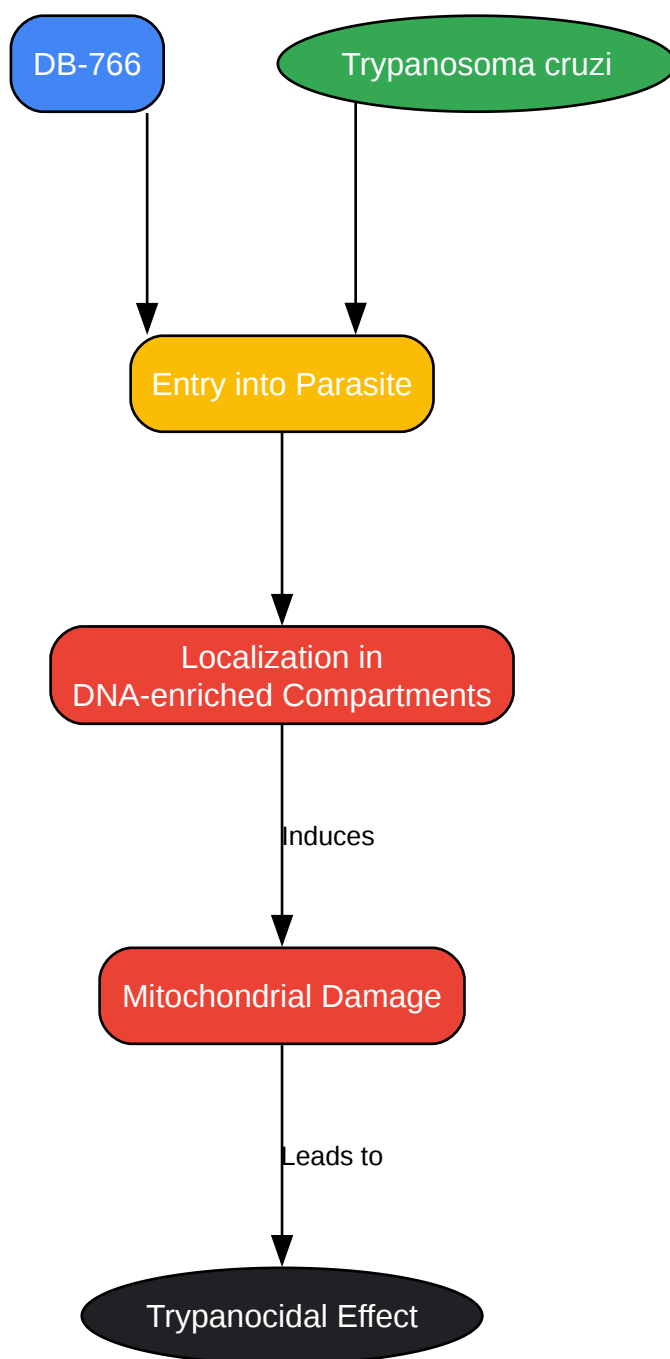 DB-766
Trypanosoma cruzi
Entry into Parasite
Localization in
DNA-enriched Compartments
Induces
Mitochondrial Damage
Leads to
Trypanocidal Effect